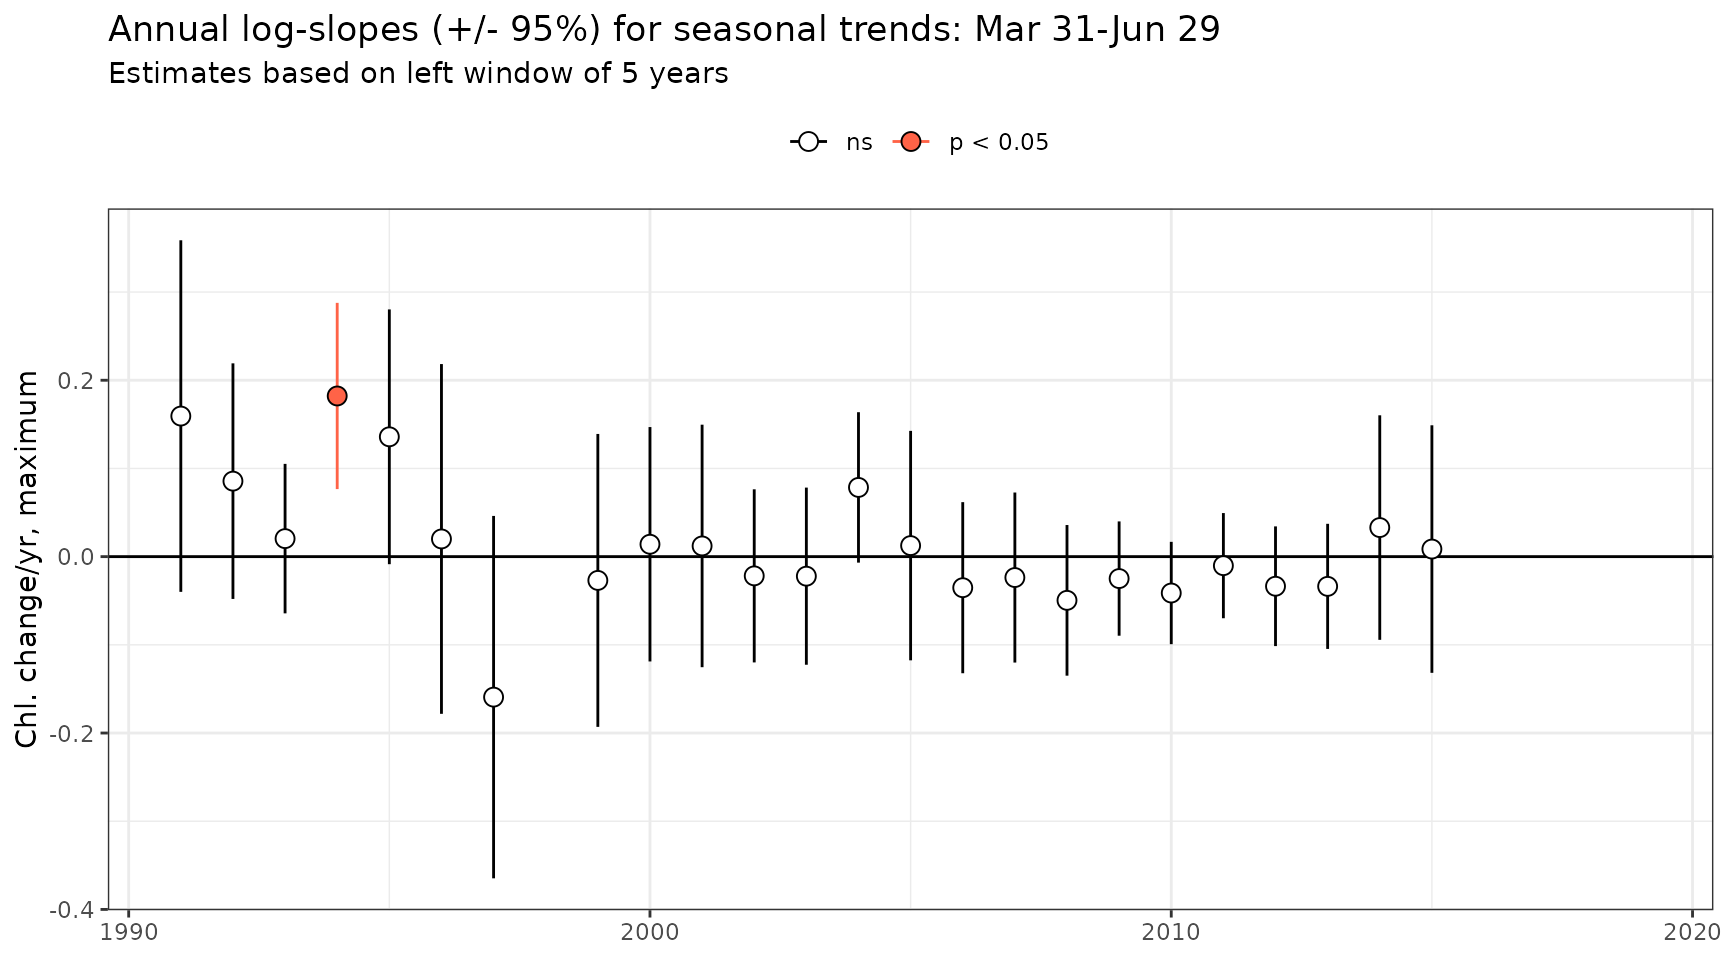 Annual log-slopes (+/- 95%) for seasonal trends: Mar 31-Jun 29
Estimates based on left window of 5 years
ns p < 0.05
Chl. change/yr, maximum
0.2
0.0
-0.2
-0.4
1990 2000 2010 2020